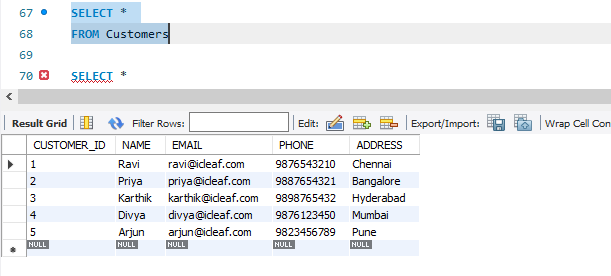 67 SELECT *
68 FROM Customers
69
70 SELECT *
Result Grid Filter Rows: Edit: Export/Import: Wrap Cell Con
CUSTOMER_ID NAME EMAIL PHONE ADDRESS
1 Ravi ravi@icleaf.com 9876543210 Chennai
2 Priya priya@icleaf.com 9887654321 Bangalore
3 Karthik karthik@icleaf.com 9898765432 Hyderabad
4 Divya divya@icleaf.com 9876123450 Mumbai
5 Arjun arjun@icleaf.com 9823456789 Pune
NULL NULL NULL NULL NULL